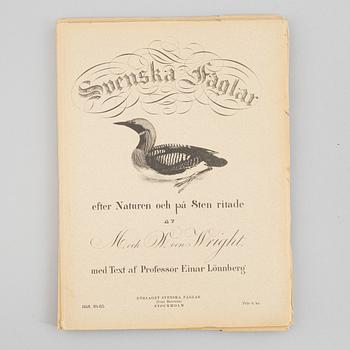 Svenska Fåglar
efter Naturen och på Sten ritade
AF
M. och W. von Wright.
med Text af Professor Einar Lönnberg
FÖRLAGET SVENSKA FÅGLAR
STOCKHOLM